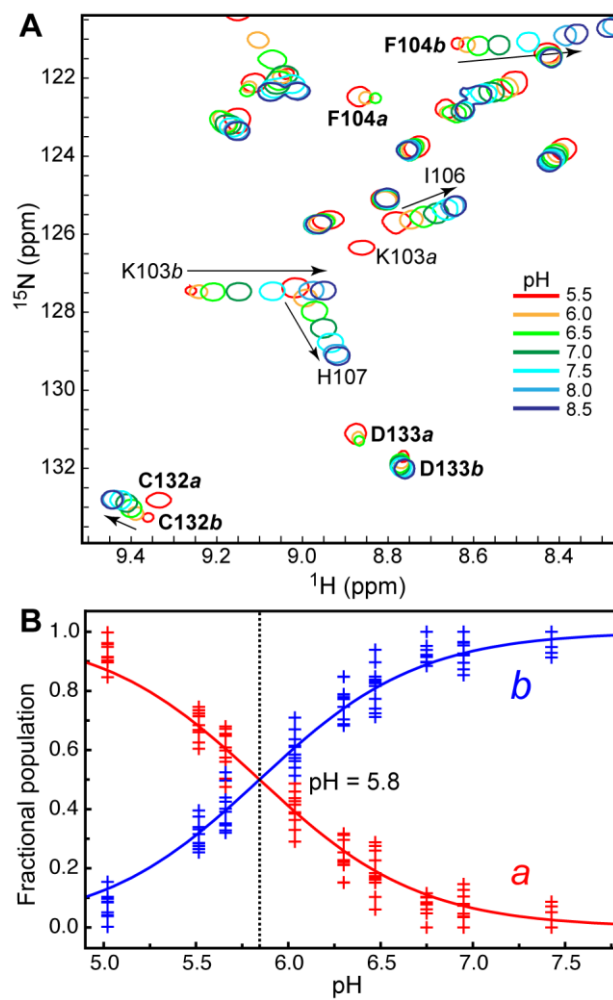 A
F104b
122
F104a
124
I106
126
K103a
K103b
pH
5.5
6.0
6.5
7.0
7.5
8.0
8.5
128
H107
130
D133a
132
C132a
D133b
C132b
15N (ppm)
9.4 9.2 9.0 8.8 8.6 8.4
1H (ppm)
B
1.0
0.8
b
0.6
pH = 5.8
0.4
0.2
a
0.0
Fractional population
5.0 5.5 6.0 6.5 7.0 7.5
pH